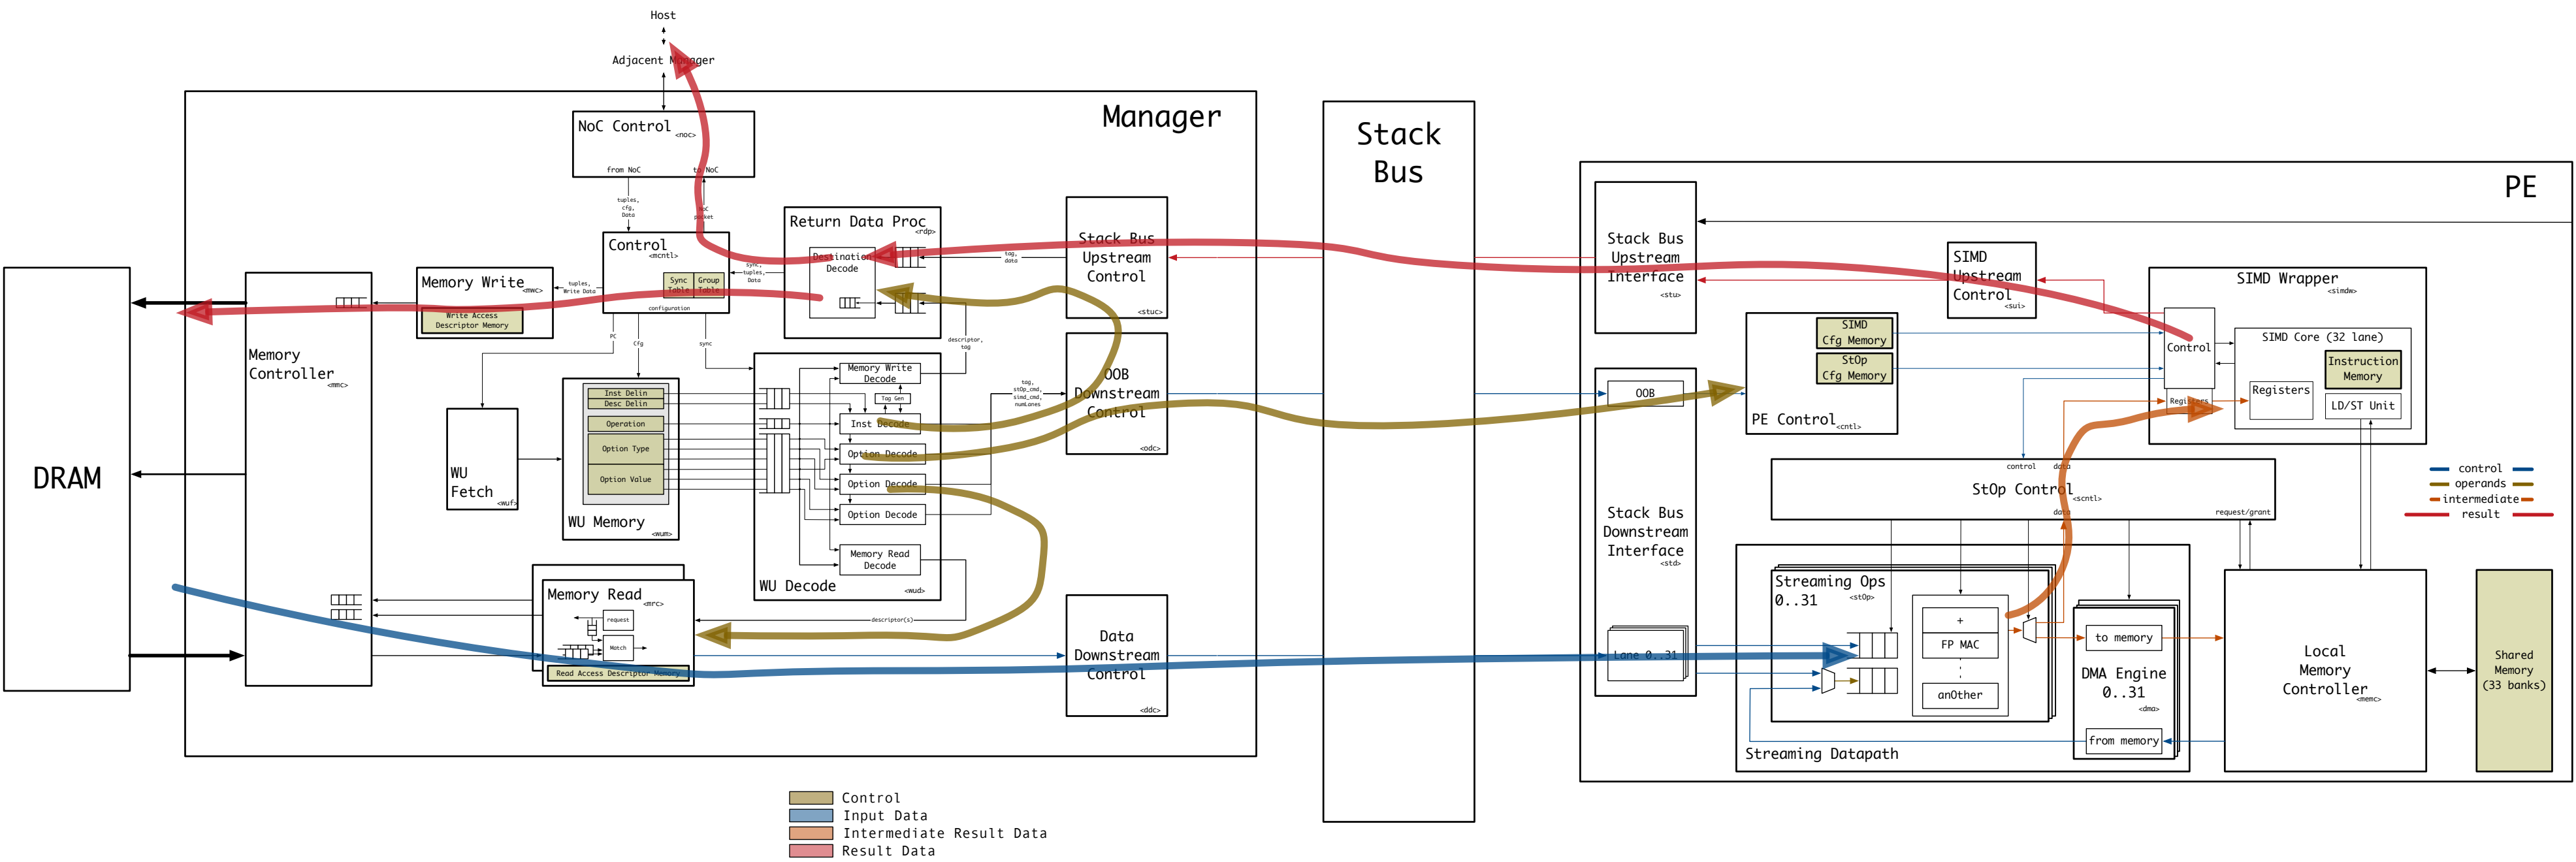 Host
Adjacent Manager
Manager
NoC Control
<noc>
from NoC
to NoC
tuples,
cfg,
Data
NoC
packet
Control
<mcntl>
Sync
Table
Group
Table
configuration
sync,
tuples,
Data
Return Data Proc
<rdp>
Destination
Decode
tag,
data
Stack Bus
Upstream
Control
<stuc>
Memory Write
<mwc>
Write Access
Descriptor Memory
tuples,
Write Data
PC
Cfg
sync
DRAM
Memory
Controller
<mmc>
WU
Fetch
<wuf>
Inst Delin
Desc Delin
Operation
Option Type
Option Value
WU Memory
<wum>
Memory Write
Decode
Tag Gen
Inst Decode
Option Decode
Option Decode
Option Decode
Memory Read
Decode
WU Decode
<wud>
descriptor,
tag
tag,
stOp_cmd,
simd_cmd,
numLanes
OOB
Downstream
Control
<odc>
Memory Read
<mrc>
request
Match
Read Access Descriptor Memory
descriptor(s)
Data
Downstream
Control
<ddc>
Stack
Bus
PE
Stack Bus
Upstream
Interface
<stu>
SIMD
Upstream
Control
<sui>
SIMD Wrapper
<simdw>
Control
Registers
SIMD Core (32 lane)
Instruction
Memory
Registers
LD/ST Unit
SIMD
Cfg Memory
StOp
Cfg Memory
PE Control
<cntl>
OOB
Stack Bus
Downstream
Interface
<std>
Lane 0..31
control
data
StOp Control
<scntl>
data
request/grant
Streaming Ops
0..31
<stOp>
+
FP MAC
anOther
Streaming Datapath
to memory
DMA Engine
0..31
<dma>
from memory
Local
Memory
Controller
<memc>
Shared
Memory
(33 banks)
control
operands
intermediate
result
Control
Input Data
Intermediate Result Data
Result Data